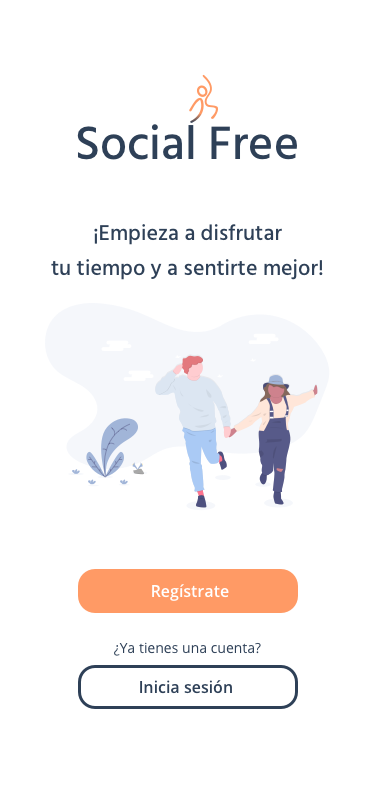 Social Free
¡Empieza a disfrutar
tu tiempo y a sentirte mejor!
Regístrate
¿Ya tienes una cuenta?
Inicia sesión